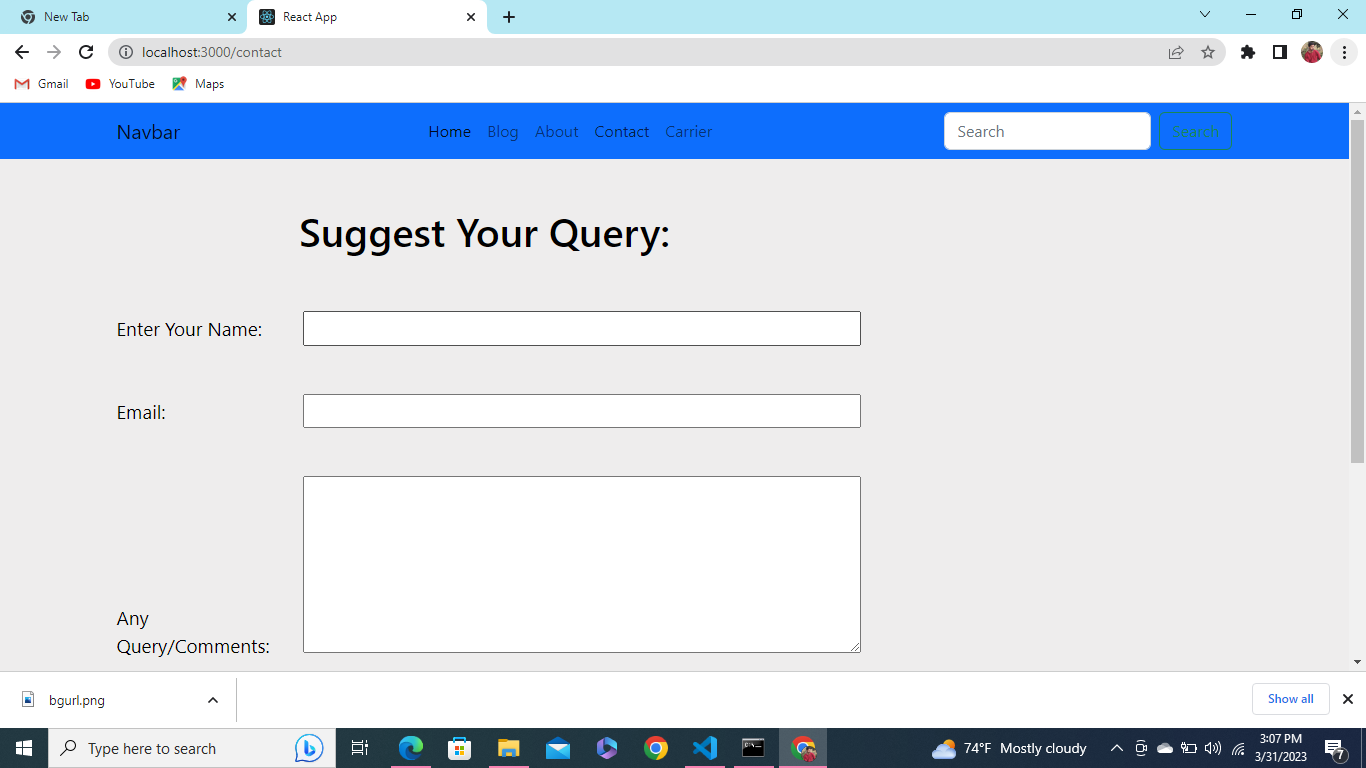 New Tab
React App
localhost:3000/contact
Gmail
YouTube
Maps
Navbar
Home
Blog
About
Contact
Carrier
Search
Search
Suggest Your Query:
Enter Your Name:
Email:
Any
Query/Comments:
bgurl.png
Show all
Type here to search
74°F Mostly cloudy
3:07 PM
3/31/2023
7